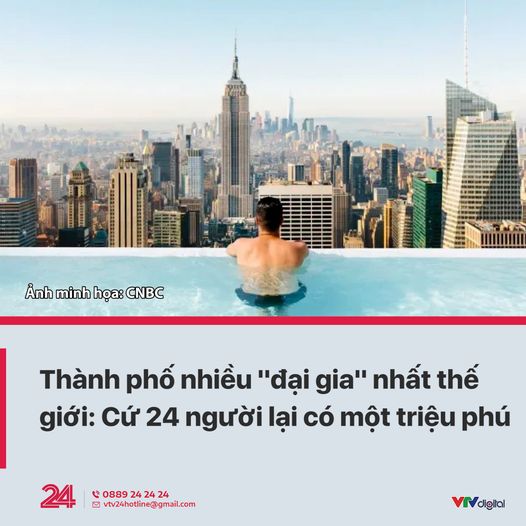 Ảnh minh họa: CNBC
Thành phố nhiều "đại gia" nhất thế
giới: Cứ 24 người lại có một triệu phú
24
0889 24 24 24
vtv24hotline@gmail.com
VTVdigital